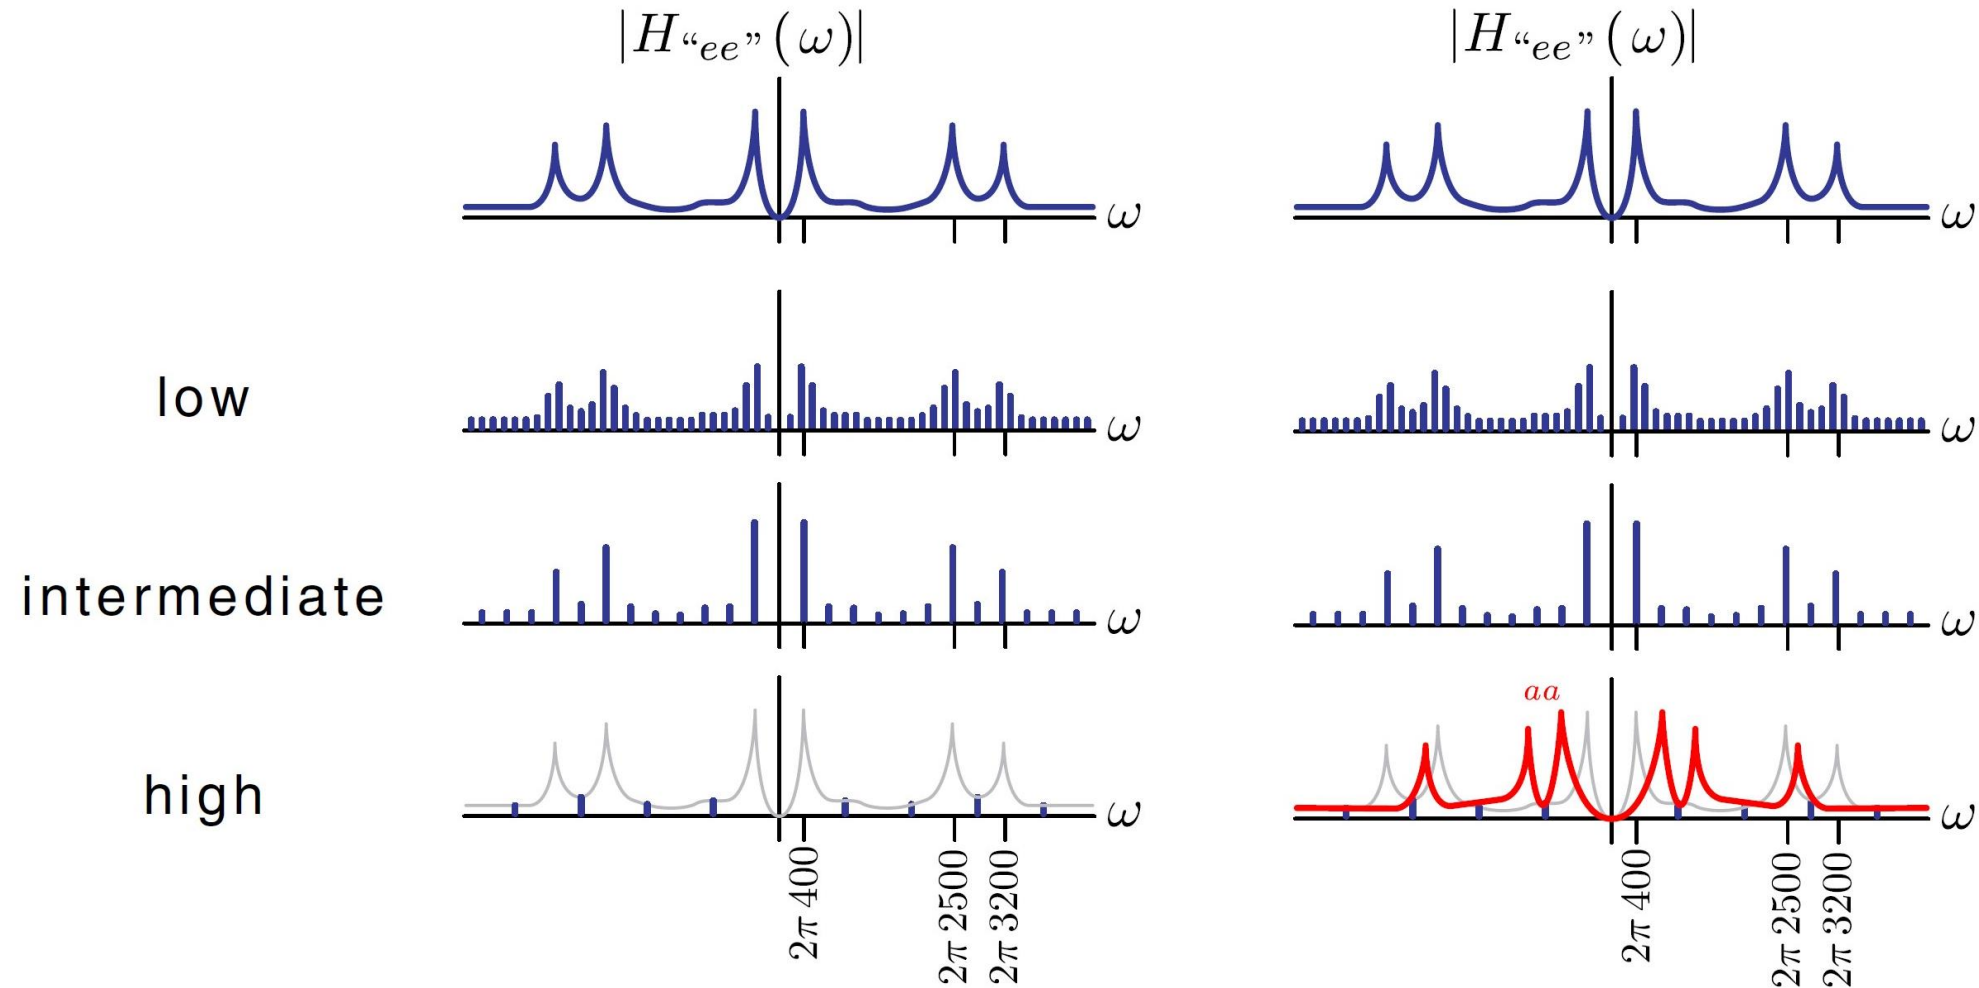 |H“ee”(ω)| |H“ee”(ω)|
ω ω
low ω ω
intermediate ω ω
aa
high ω ω
2π 400 2π 2500 2π 3200 2π 400 2π 2500 2π 3200